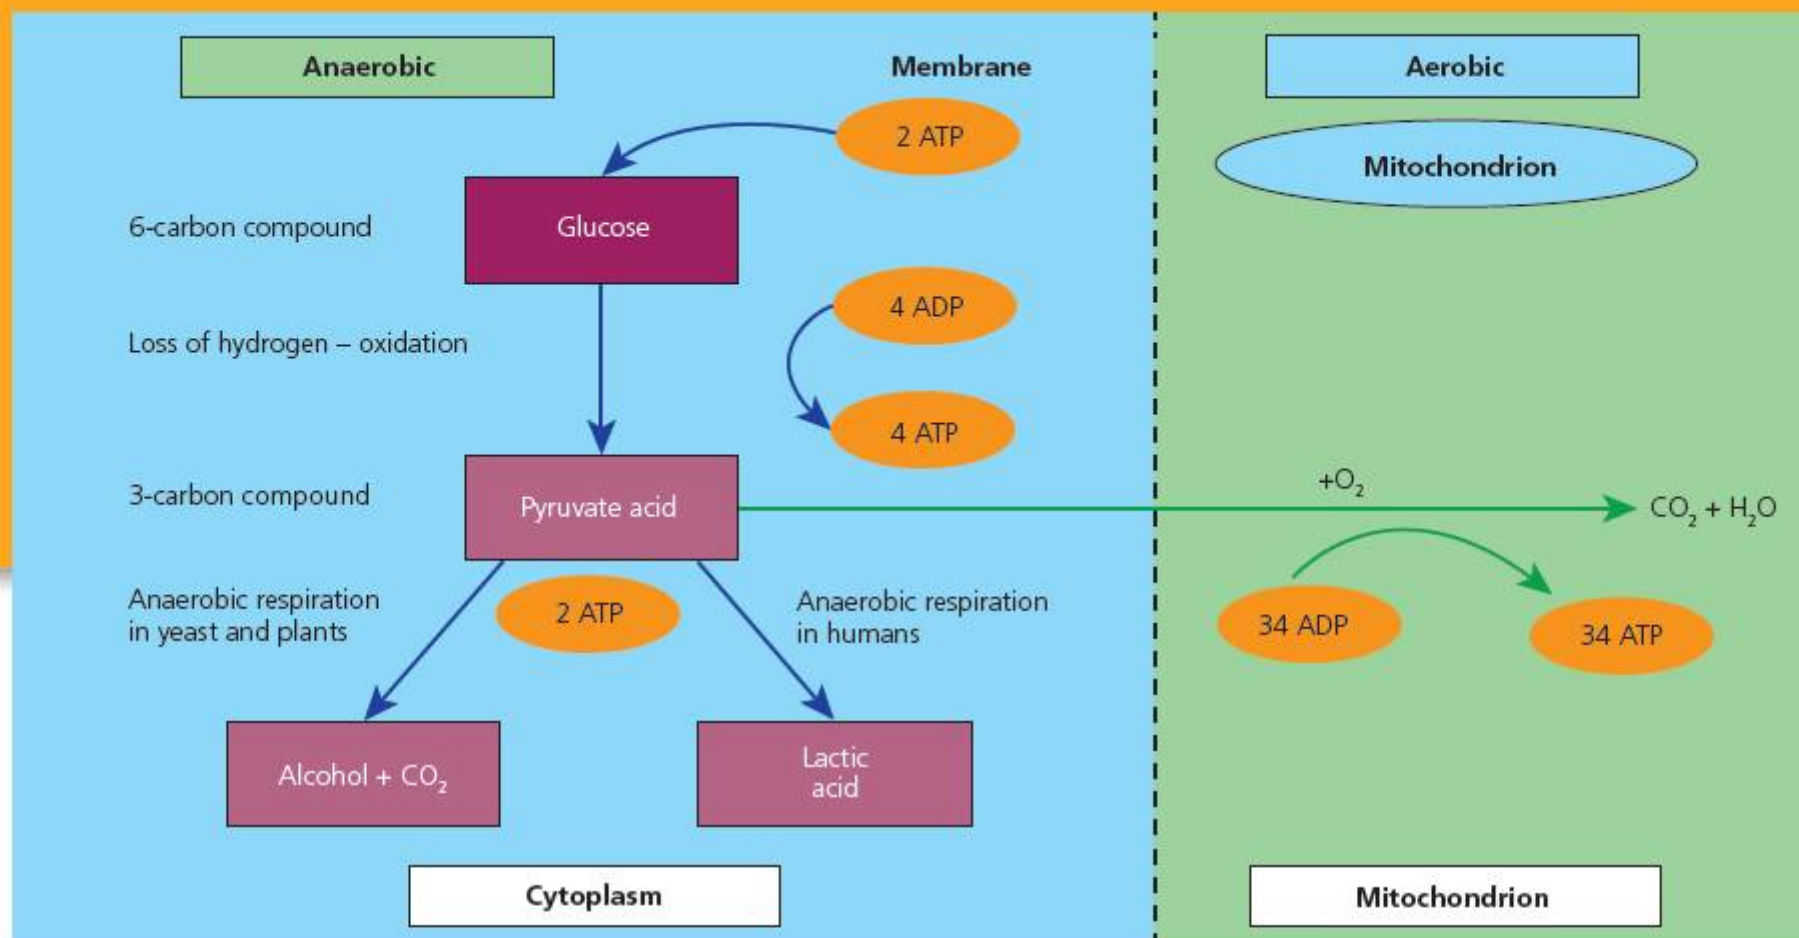 Anaerobic
Membrane
2 ATP
6-carbon compound
Glucose
4 ADP
Loss of hydrogen – oxidation
4 ATP
3-carbon compound
Pyruvate acid
Anaerobic respiration
in yeast and plants
2 ATP
Anaerobic respiration
in humans
Alcohol + CO₂
Lactic
acid
Cytoplasm
Aerobic
Mitochondrion
+O₂
CO₂ + H₂O
34 ADP
34 ATP
Mitochondrion